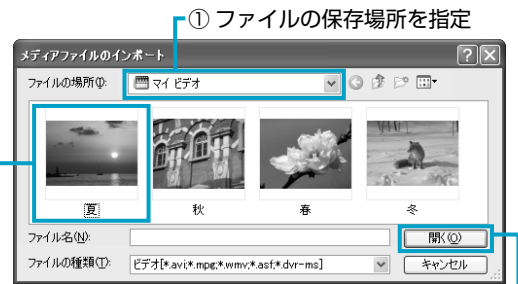 ① ファイルの保存場所を指定
メディアファイルのインポート
ファイルの場所(I):
マイ ビデオ
夏
秋
春
冬
ファイル名(N):
開く(O)
ファイルの種類(T):
ビデオ[*.avi;*.mpg;*.wmv;*.asf;*.dvr-ms]
キャンセル